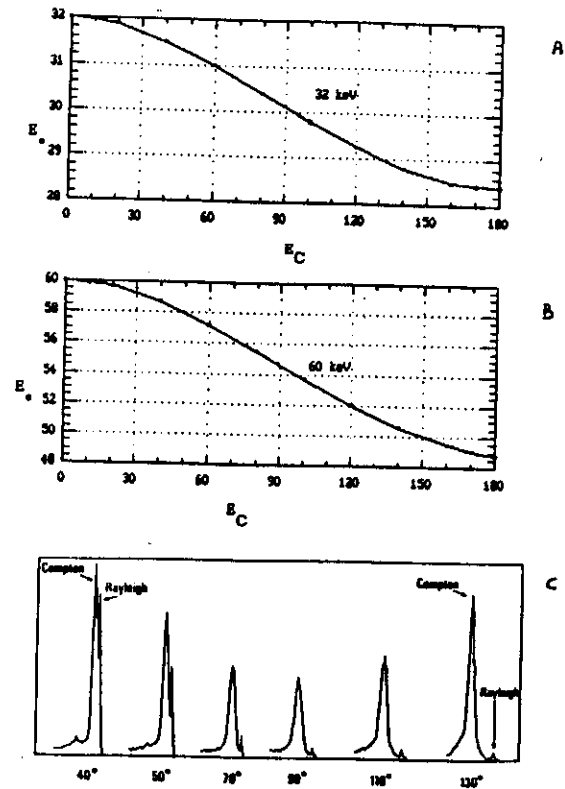 32
A
31
32 keV
30
E
29
28
0 30 60 90 120 150 180
E C
60
B
58
56
60 keV
54
E
52
50
48
0 30 60 90 120 150 180
E C
Compton
Rayleigh
Compton
C
Rayleigh
40° 50° 70° 90° 110° 130°